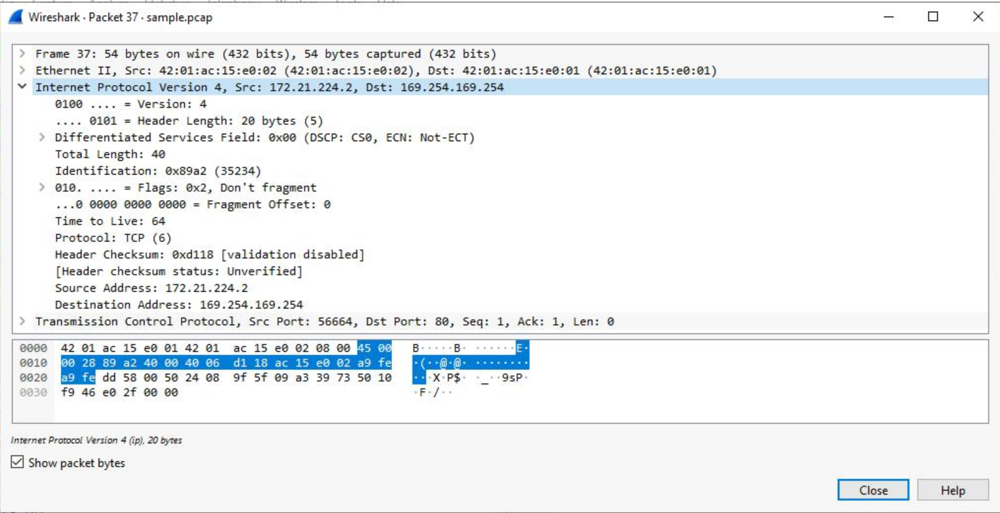 Wireshark · Packet 37 · sample.pcap
Frame 37: 54 bytes on wire (432 bits), 54 bytes captured (432 bits)
Ethernet II, Src: 42:01:ac:15:e0:02 (42:01:ac:15:e0:02), Dst: 42:01:ac:15:e0:01 (42:01:ac:15:e0:01)
Internet Protocol Version 4, Src: 172.21.224.2, Dst: 169.254.169.254
0100 .... = Version: 4
.... 0101 = Header Length: 20 bytes (5)
Differentiated Services Field: 0x00 (DSCP: CS0, ECN: Not-ECT)
Total Length: 40
Identification: 0x89a2 (35234)
010. .... = Flags: 0x2, Don't fragment
...0 0000 0000 0000 = Fragment Offset: 0
Time to Live: 64
Protocol: TCP (6)
Header Checksum: 0xd118 [validation disabled]
[Header checksum status: Unverified]
Source Address: 172.21.224.2
Destination Address: 169.254.169.254
Transmission Control Protocol, Src Port: 56664, Dst Port: 80, Seq: 1, Ack: 1, Len: 0
0000 42 01 ac 15 e0 01 42 01 ac 15 e0 02 08 00 45 00 B·····B· ······E·
0010 00 28 89 a2 40 00 40 06 d1 18 ac 15 e0 02 a9 fe ·(··@·@· ········
0020 a9 fe dd 58 00 50 24 08 9f 5f 09 a3 39 73 50 10 ···X·P$· ·_··9sP·
0030 f9 46 e0 2f 00 00 ·F·/··
Internet Protocol Version 4 (ip), 20 bytes
Show packet bytes
Close Help